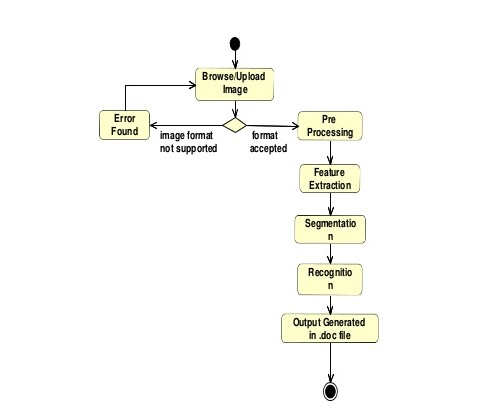 Browse/Upload
Image
Error
Found
image format
not supported
format
accepted
Pre
Processing
Feature
Extraction
Segmentatio
n
Recognitio
n
Output Generated
in .doc file